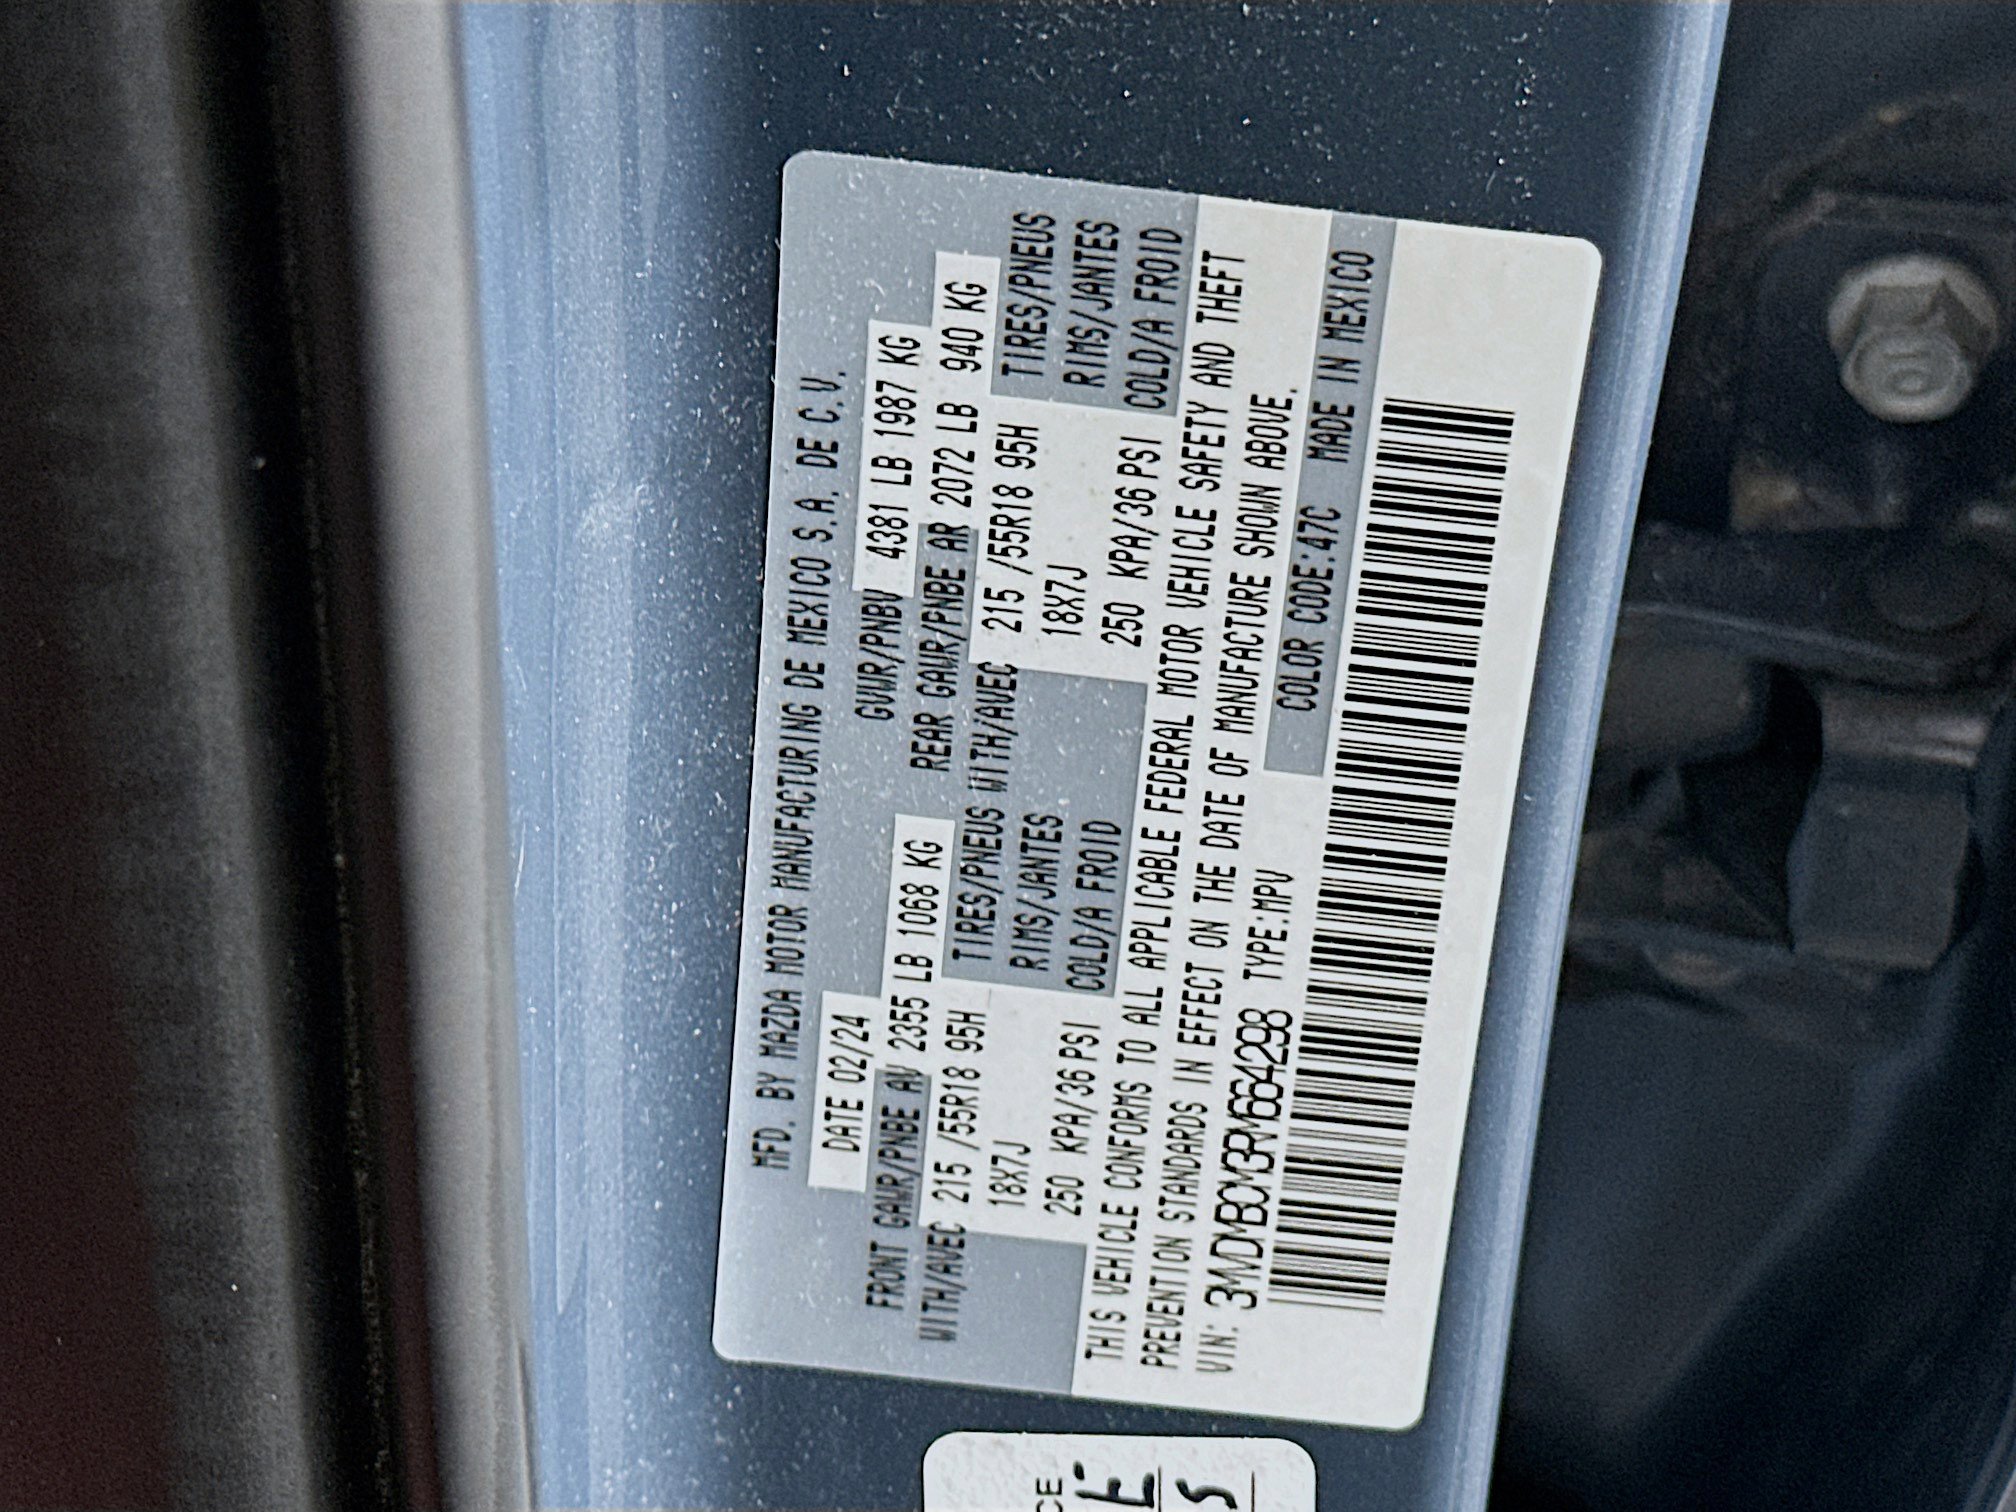 MFD. BY MAZDA MOTOR MANUFACTURING DE MEXICO S.A. DE C.V.
DATE 02/24 GVWR/PNBV 4381 LB 1987 KG
FRONT GAWR/PNBE AV 2355 LB 1068 KG REAR GAWR/PNBE AR 2072 LB 940 KG
WITH/AVEC 215 /55R18 95H TIRES/PNEUS WITH/AVEC 215 /55R18 95H TIRES/PNEUS
18X7J RIMS/JANTES 18X7J RIMS/JANTES
250 KPA/36 PSI COLD/A FROID 250 KPA/36 PSI COLD/A FROID
THIS VEHICLE CONFORMS TO ALL APPLICABLE FEDERAL MOTOR VEHICLE SAFETY AND THEFT
PREVENTION STANDARDS IN EFFECT ON THE DATE OF MANUFACTURE SHOWN ABOVE.
VIN: 3MVDMBCM3RM664298 TYPE:MPV COLOR CODE:47C MADE IN MEXICO
CE
E
S
10